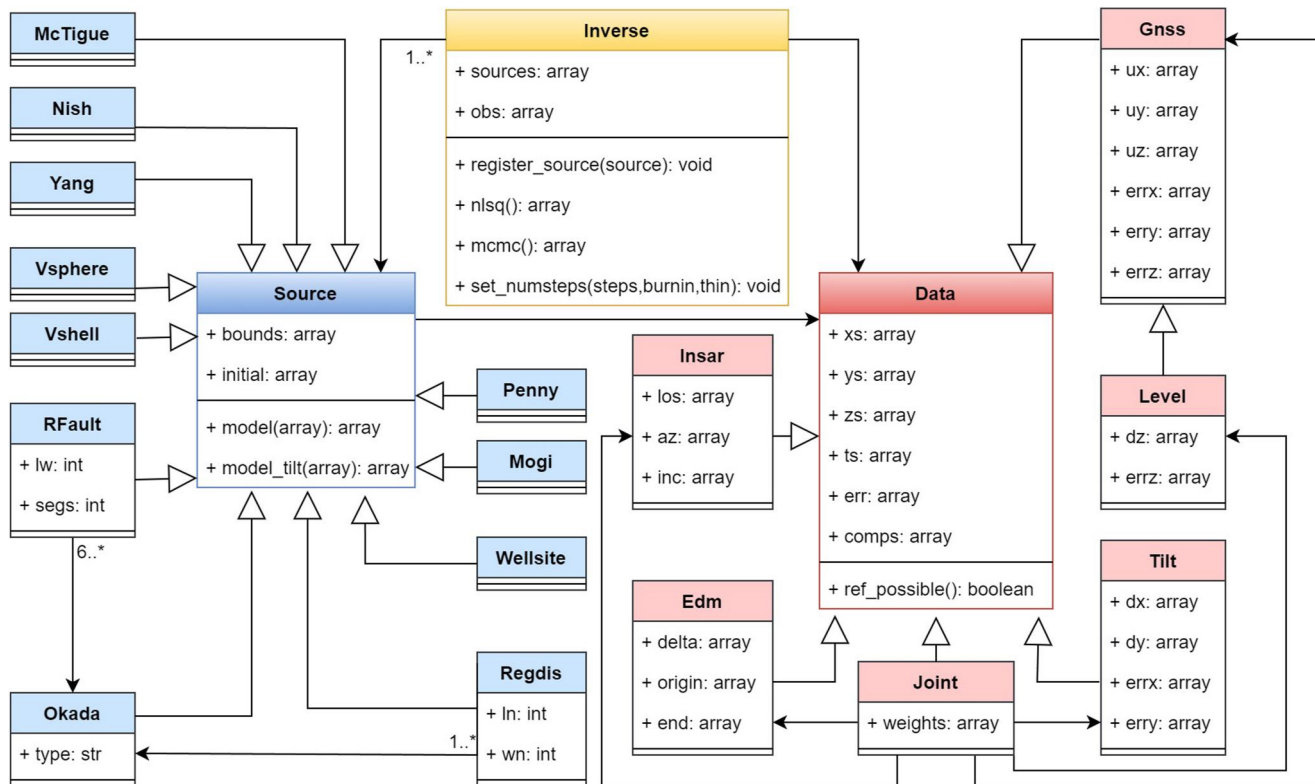 McTigue
Nish
Yang
Vsphere
Vshell
RFault
+ lw: int
+ segs: int
6..*
Okada
+ type: str
Inverse
+ sources: array
+ obs: array
+ register_source(source): void
+ nlsq(): array
+ mcmc(): array
+ set_numsteps(steps,burnin,thin): void
1..*
Source
+ bounds: array
+ initial: array
+ model(array): array
+ model_tilt(array): array
Penny
Mogi
Wellsite
Regdis
+ ln: int
+ wn: int
1..*
Insar
+ los: array
+ az: array
+ inc: array
Edm
+ delta: array
+ origin: array
+ end: array
Data
+ xs: array
+ ys: array
+ zs: array
+ ts: array
+ err: array
+ comps: array
+ ref_possible(): boolean
Joint
+ weights: array
Gnss
+ ux: array
+ uy: array
+ uz: array
+ errx: array
+ erry: array
+ errz: array
Level
+ dz: array
+ errz: array
Tilt
+ dx: array
+ dy: array
+ errx: array
+ erry: array